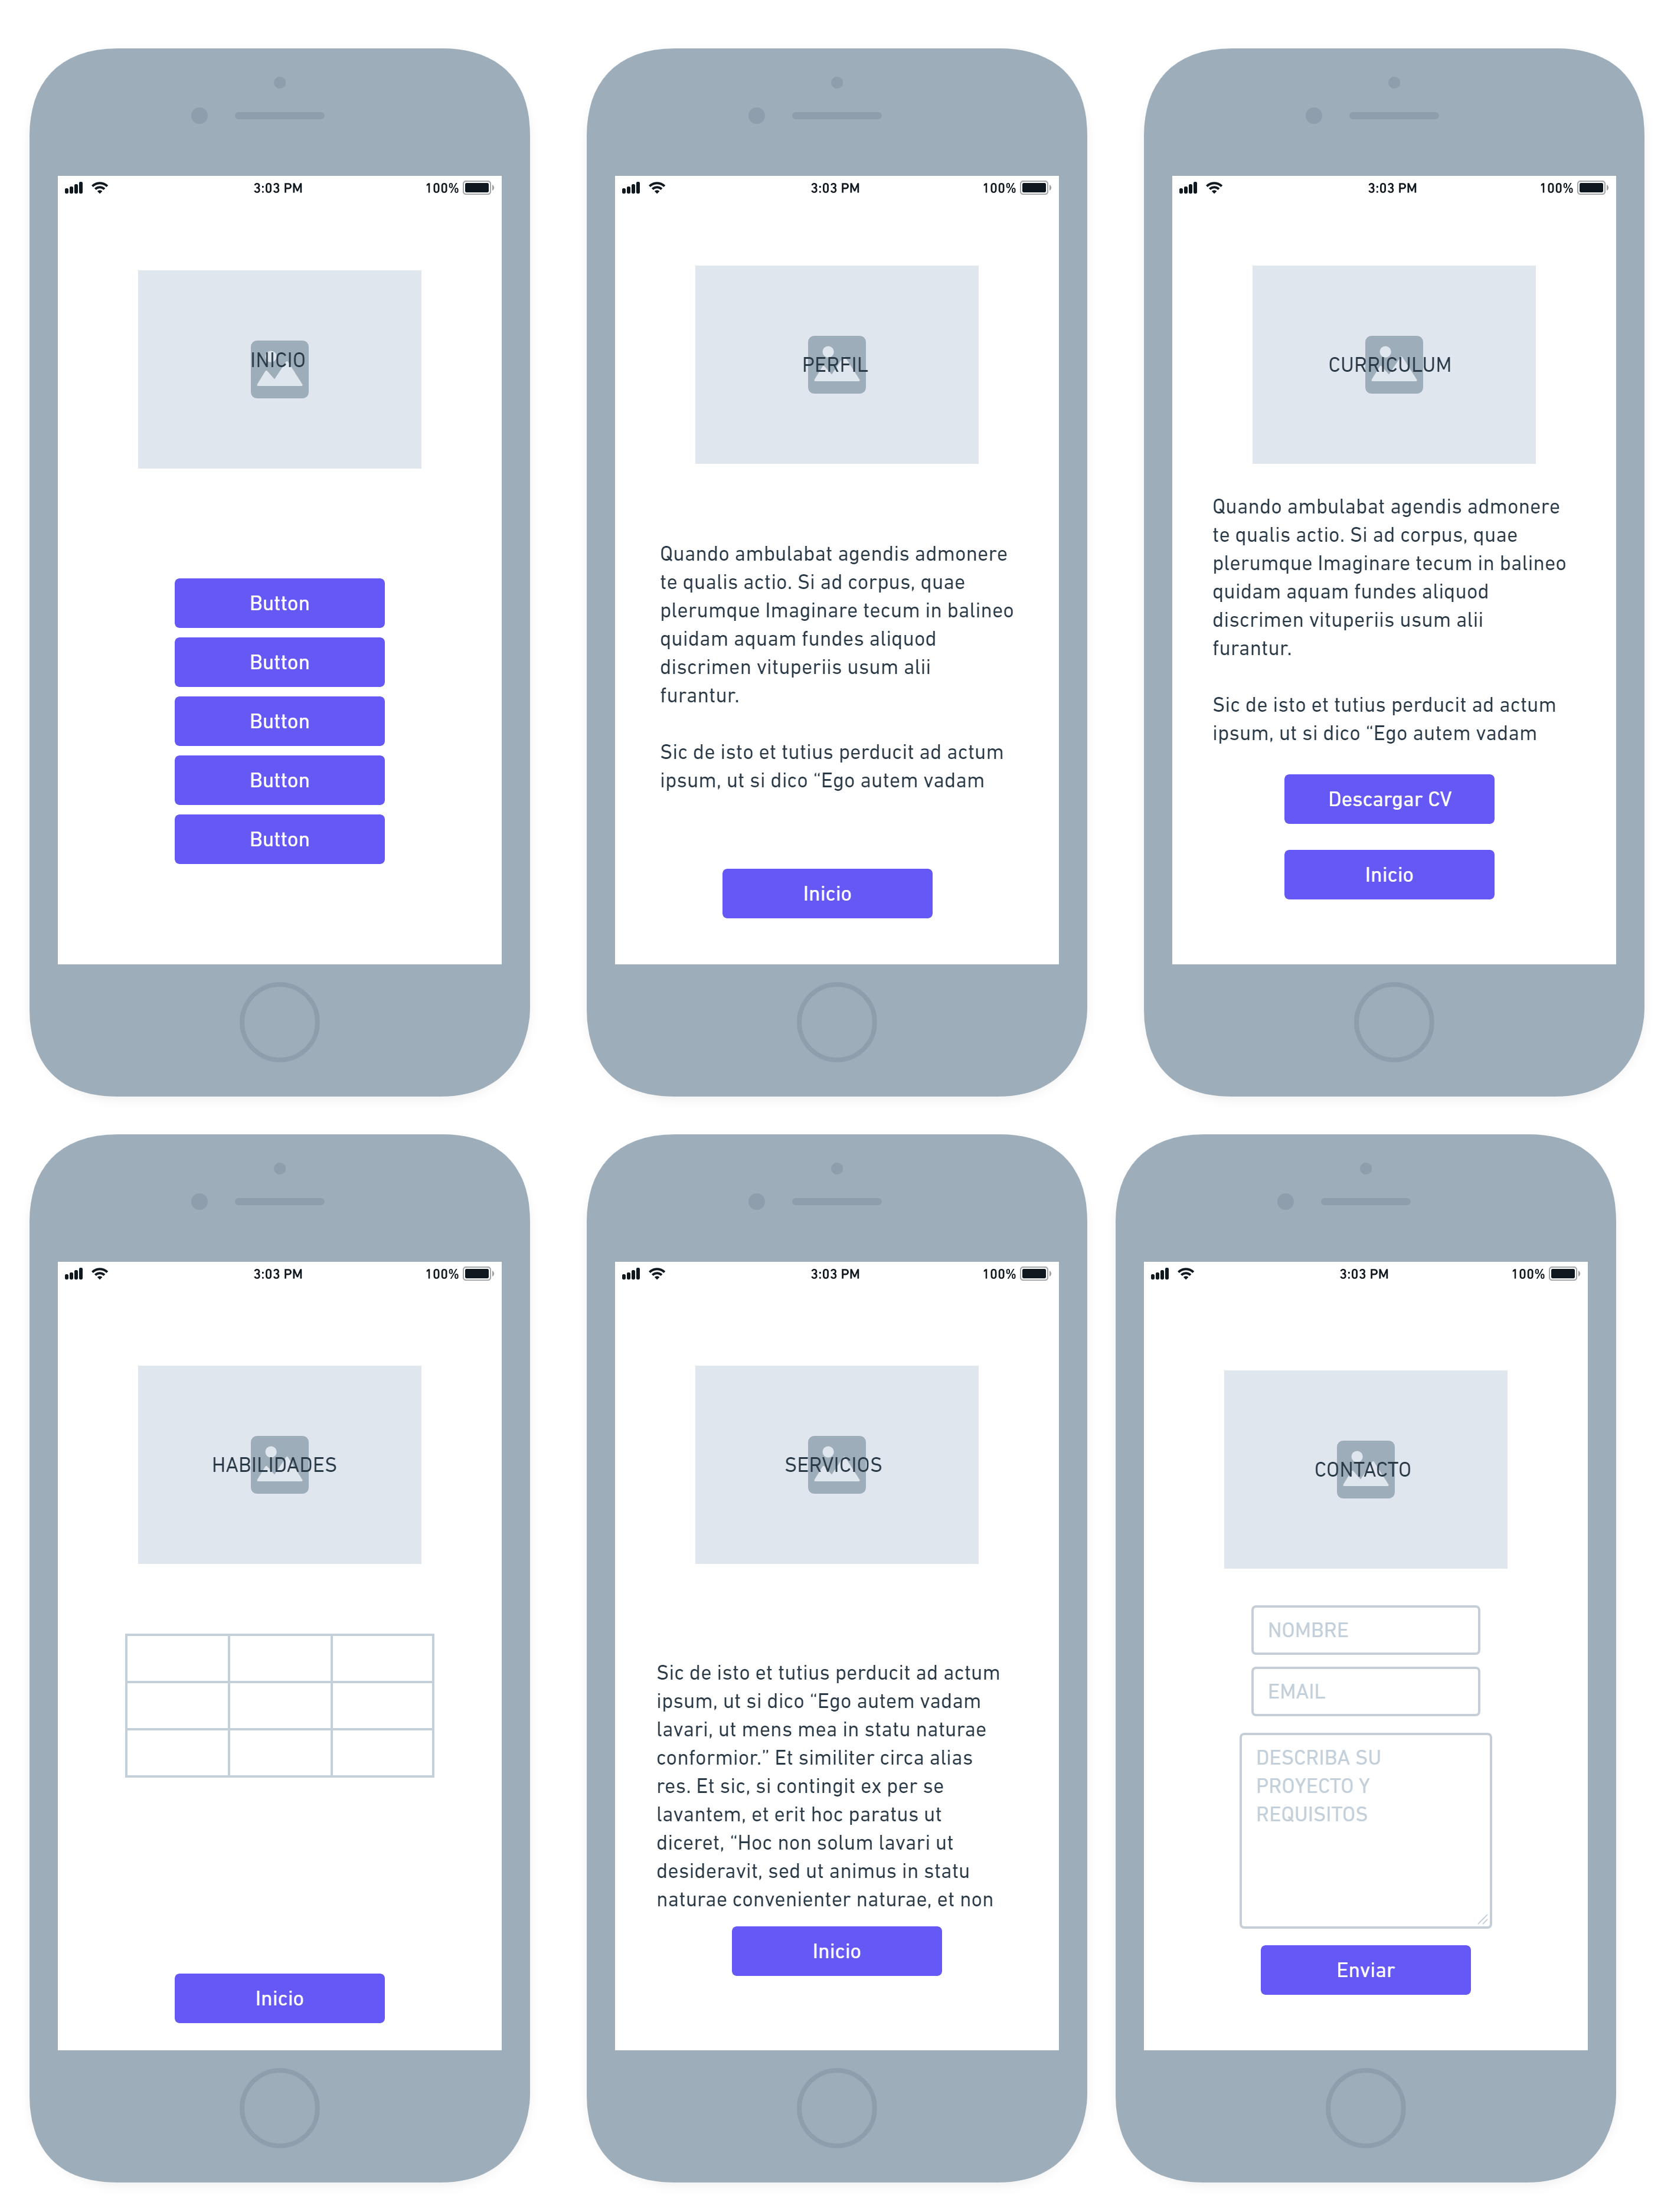 3:03 PM
100%
INICIO
Button
Button
Button
Button
Button
3:03 PM
100%
PERFIL
Quando ambulabat agendis admonere
te qualis actio. Si ad corpus, quae
plerumque Imaginare tecum in balineo
quidam aquam fundes aliquod
discrimen vituperiis usum alii
furantur.
Sic de isto et tutius perducit ad actum
ipsum, ut si dico “Ego autem vadam
Inicio
3:03 PM
100%
CURRICULUM
Quando ambulabat agendis admonere
te qualis actio. Si ad corpus, quae
plerumque Imaginare tecum in balineo
quidam aquam fundes aliquod
discrimen vituperiis usum alii
furantur.
Sic de isto et tutius perducit ad actum
ipsum, ut si dico “Ego autem vadam
Descargar CV
Inicio
3:03 PM
100%
HABILIDADES
Inicio
3:03 PM
100%
SERVICIOS
Sic de isto et tutius perducit ad actum
ipsum, ut si dico “Ego autem vadam
lavari, ut mens mea in statu naturae
conformior.” Et similiter circa alias
res. Et sic, si contingit ex per se
lavantem, et erit hoc paratus ut
diceret, “Hoc non solum lavari ut
desideravit, sed ut animus in statu
naturae convenienter naturae, et non
Inicio
3:03 PM
100%
CONTACTO
NOMBRE
EMAIL
DESCRIBA SU
PROYECTO Y
REQUISITOS
Enviar